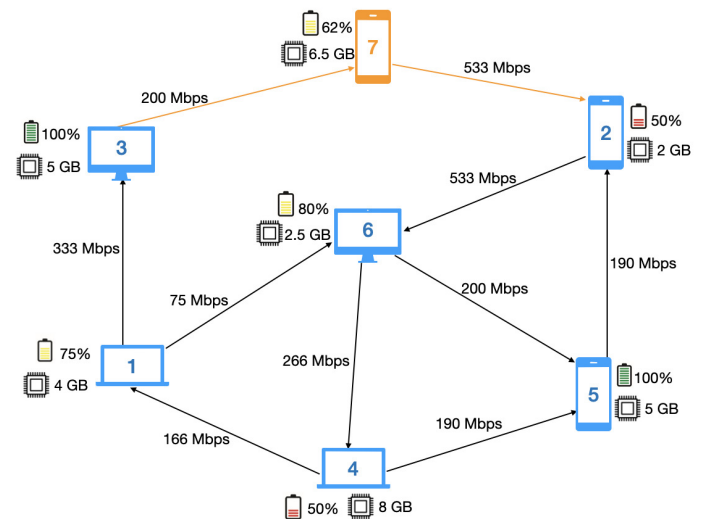 62%
7
6.5 GB
533 Mbps
200 Mbps
100%
3
5 GB
2
50%
2 GB
533 Mbps
80%
6
2.5 GB
333 Mbps
190 Mbps
75 Mbps
200 Mbps
75%
1
4 GB
266 Mbps
100%
5
5 GB
166 Mbps
190 Mbps
4
50%
8 GB